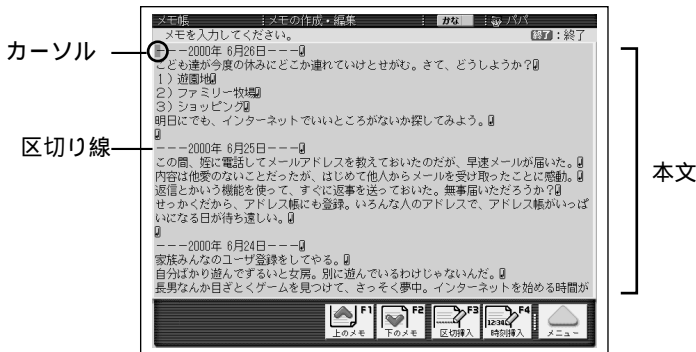 メモ帳 メモの作成・編集 かな パパ
メモを入力してください。 終了:終了
カーソル
---2000年 6月26日---
こども達が今度の休みにどこか連れていけとせがむ。さて、どうしようか?
1)遊園地
2)ファミリー牧場
3)ショッピング
明日にでも、インターネットでいいところがないか探してみよう。
区切り線
---2000年 6月25日---
この間、姪に電話してメールアドレスを教えておいたのだが、早速メールが届いた。
本文
内容は他愛のないことだったが、はじめて他人からメールを受け取ったことに感動。
返信とかいう機能を使って、すぐに返事を送っておいた。無事届いただろうか?
せっかくだから、アドレス帳にも登録。いろんな人のアドレスで、アドレス帳がいっぱ
いになる日が待ち遠しい。
---2000年 6月24日---
家族みんなのユーザ登録をしてやる。
自分ばかり遊んでずるいと女房。別に遊んでいるわけじゃないんだ。
長男なんか目ざとくゲームを見つけて、さっそく夢中。インターネットを始める時間が
F1 F2 F3 F4
12:34
上のメモ 下のメモ 区切挿入 時刻挿入 メニュー